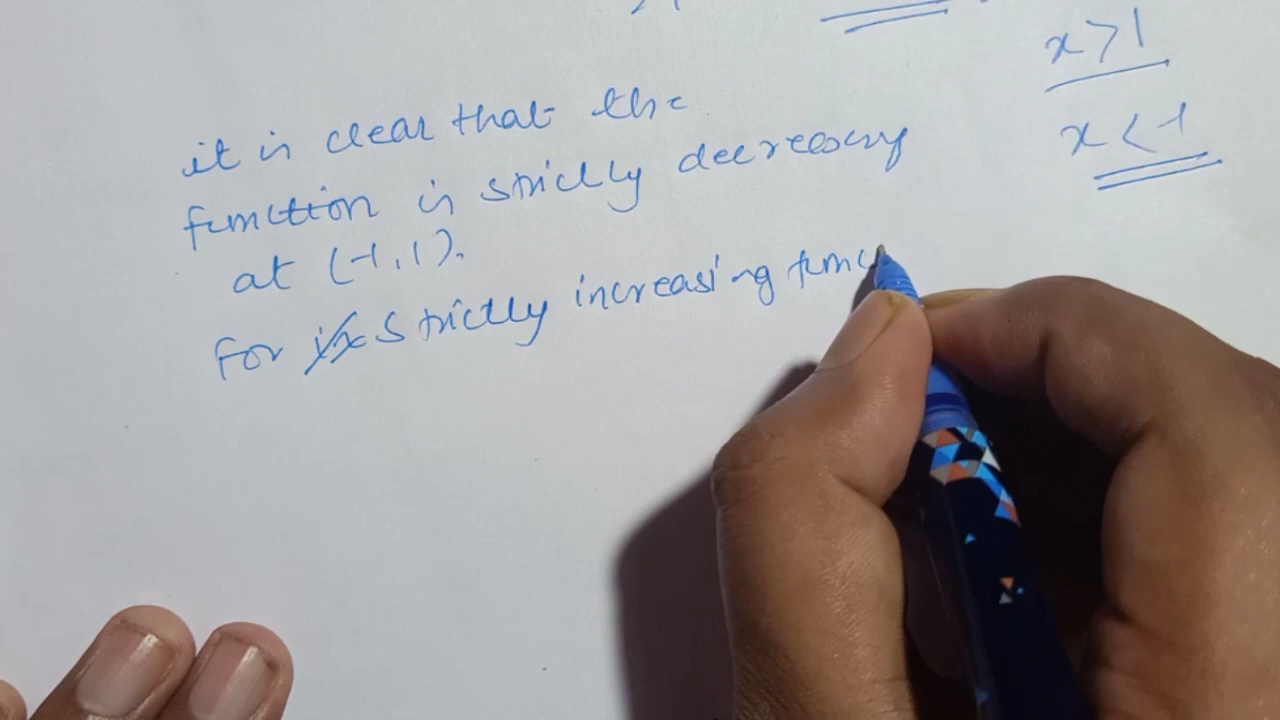 it is clear that the
function is strictly decreasing
at (-1,1).
For strictly increasing func
x>1
x<-1